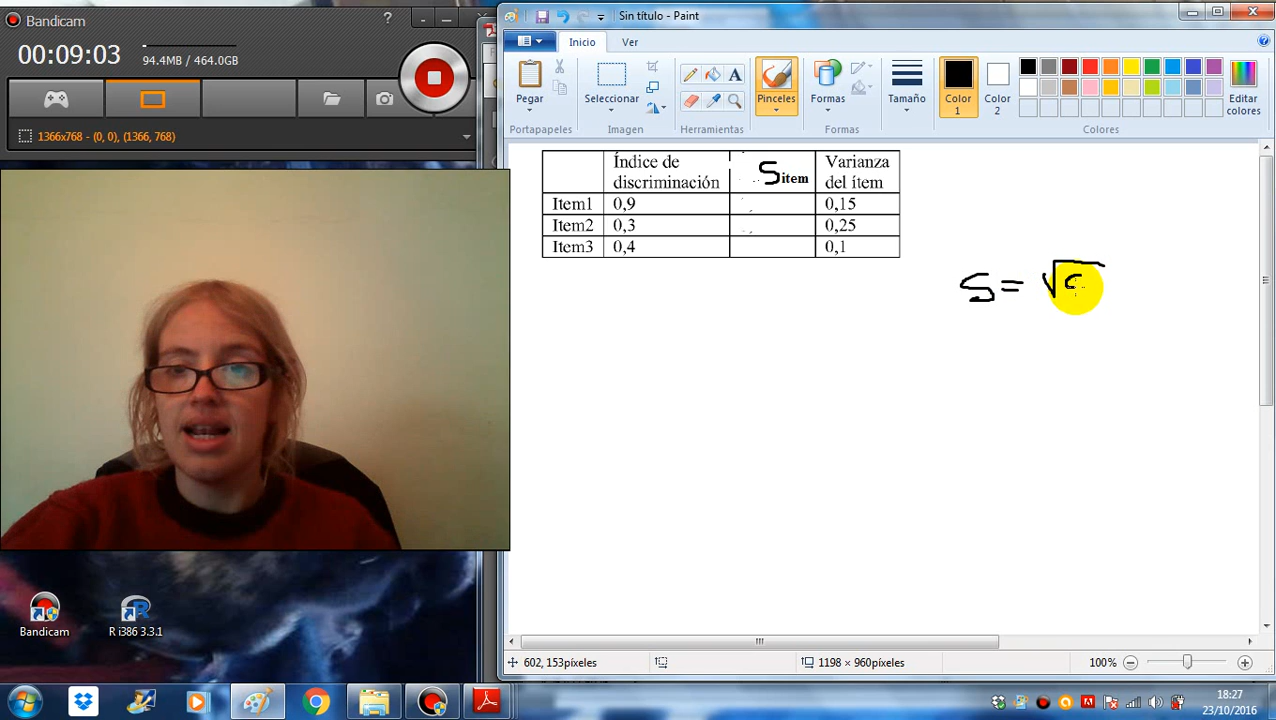 Bandicam
?
00:09:03
94.4MB / 464.0GB
1366x768 - (0, 0), (1366, 768)
Sin título - Paint
Inicio Ver
Pegar
Seleccionar
A
Pinceles
Formas
Tamaño
Color 1
Color 2
Editar colores
Portapapeles
Imagen
Herramientas
Formas
Colores
Índice de discriminación
S item
Varianza del ítem
Item1 0,9 0,15
Item2 0,3 0,25
Item3 0,4 0,1
S = √
Bandicam
R i386 3.3.1
602, 153píxeles
1198 × 960píxeles
100%
18:27
23/10/2016